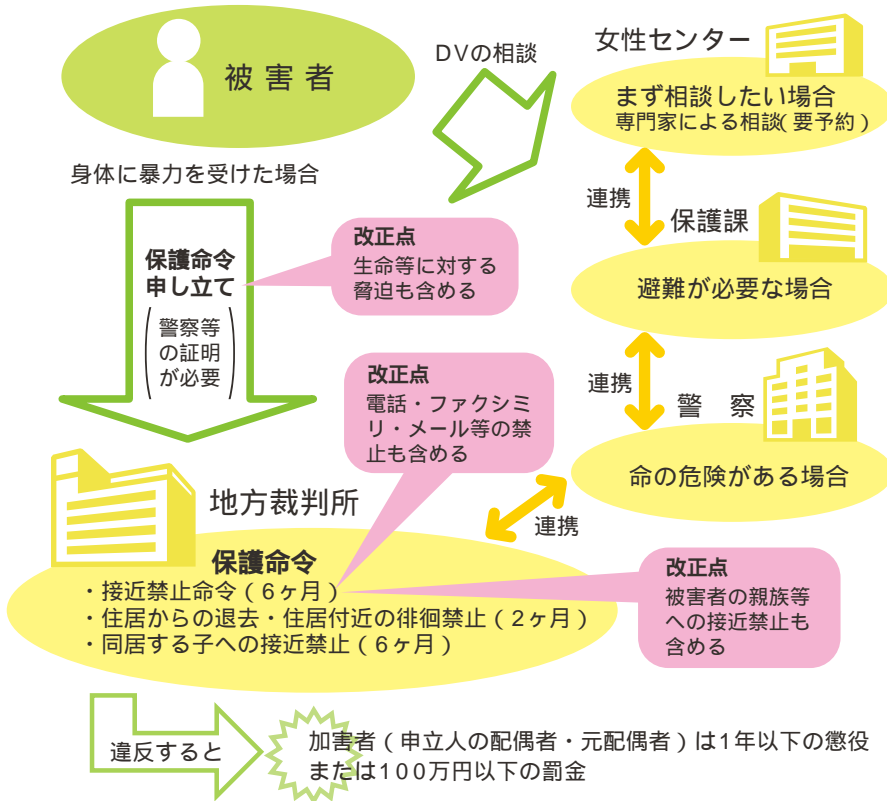 被害者
DVの相談
女性センター
まず相談したい場合
専門家による相談(要予約)
身体に暴力を受けた場合
連携
保護課
避難が必要な場合
保護命令
申し立て
(警察等
の証明
が必要)
改正点
生命等に対する
脅迫も含める
連携
警 察
命の危険がある場合
改正点
電話・ファクシミ
リ・メール等の禁
止も含める
地方裁判所
連携
保護命令
・接近禁止命令(6ヶ月)
・住居からの退去・住居付近の徘徊禁止(2ヶ月)
・同居する子への接近禁止(6ヶ月)
改正点
被害者の親族等
への接近禁止も
含める
違反すると
加害者(申立人の配偶者・元配偶者)は1年以下の懲役
または100万円以下の罰金